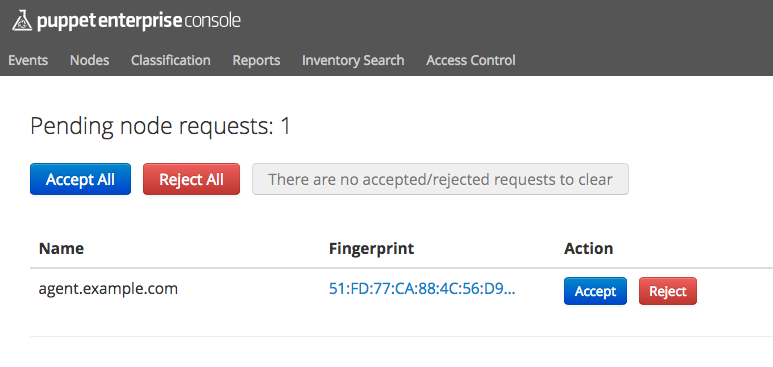 puppet enterprise console
Events Nodes Classification Reports Inventory Search Access Control
Pending node requests: 1
Accept All Reject All There are no accepted/rejected requests to clear
Name Fingerprint Action
agent.example.com 51:FD:77:CA:88:4C:56:D9... Accept Reject